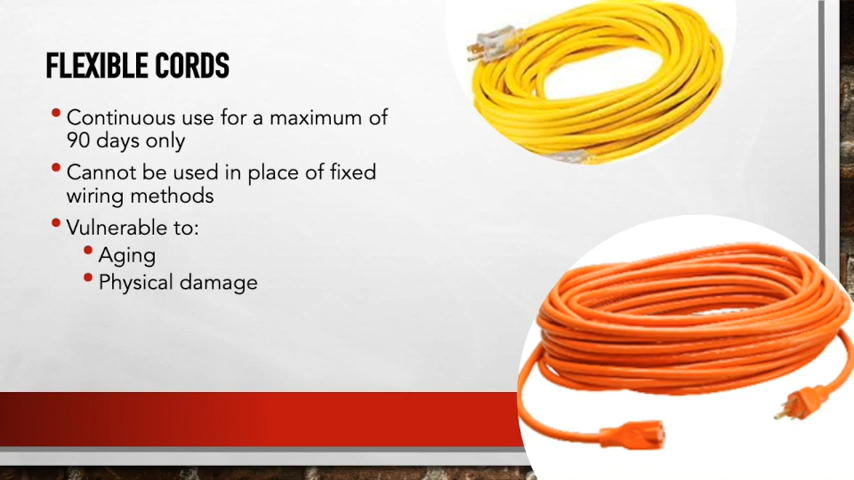 FLEXIBLE CORDS
• Continuous use for a maximum of
90 days only
• Cannot be used in place of fixed
wiring methods
• Vulnerable to:
• Aging
• Physical damage